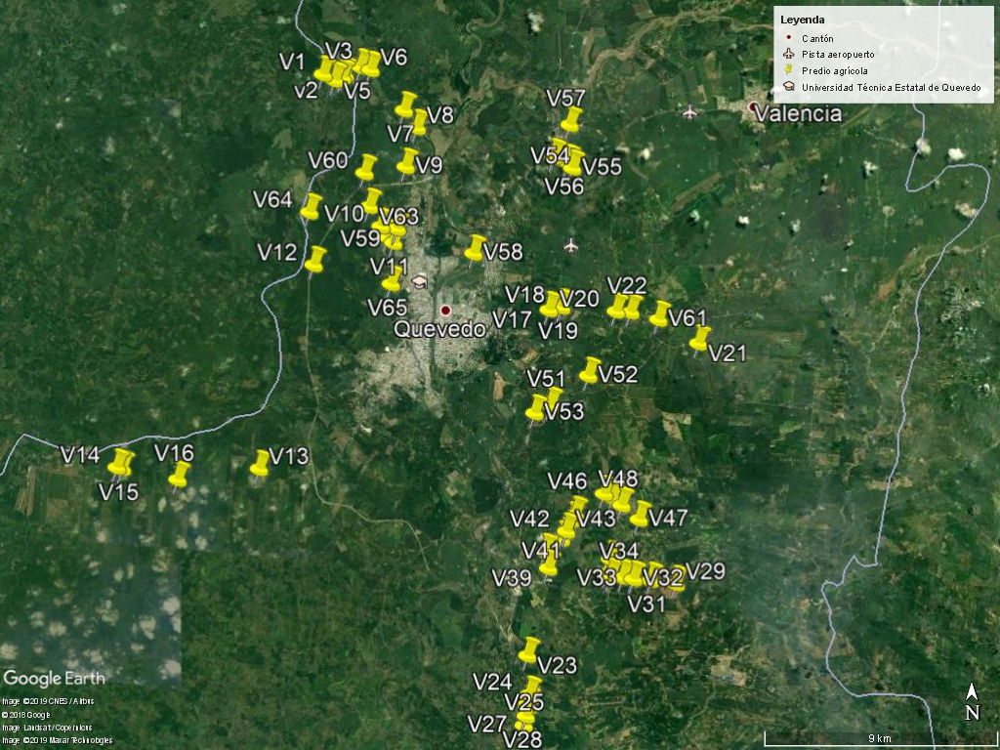 Leyenda
Cantón
Pista aeropuerto
Predio agrícola
Universidad Técnica Estatal de Quevedo
V1
V3
V6
v2
V5
V57
Valencia
V8
V7
V60
V9
V54
V55
V56
V64
V10
V63
V59
V12
V11
V58
V65
Quevedo
V18
V20
V22
V17
V19
V61
V21
V51
V52
V53
V14
V16
V13
V15
V46
V48
V42
V43
V47
V41
V34
V39
V33
V32
V29
V31
V23
V24
V25
V27
V28
Google Earth
Image ©2019 CNES / Airbus
©2018 Google
Image Landsat / Copernicus
Image ©2019 Maxar Technologies
N
9 km